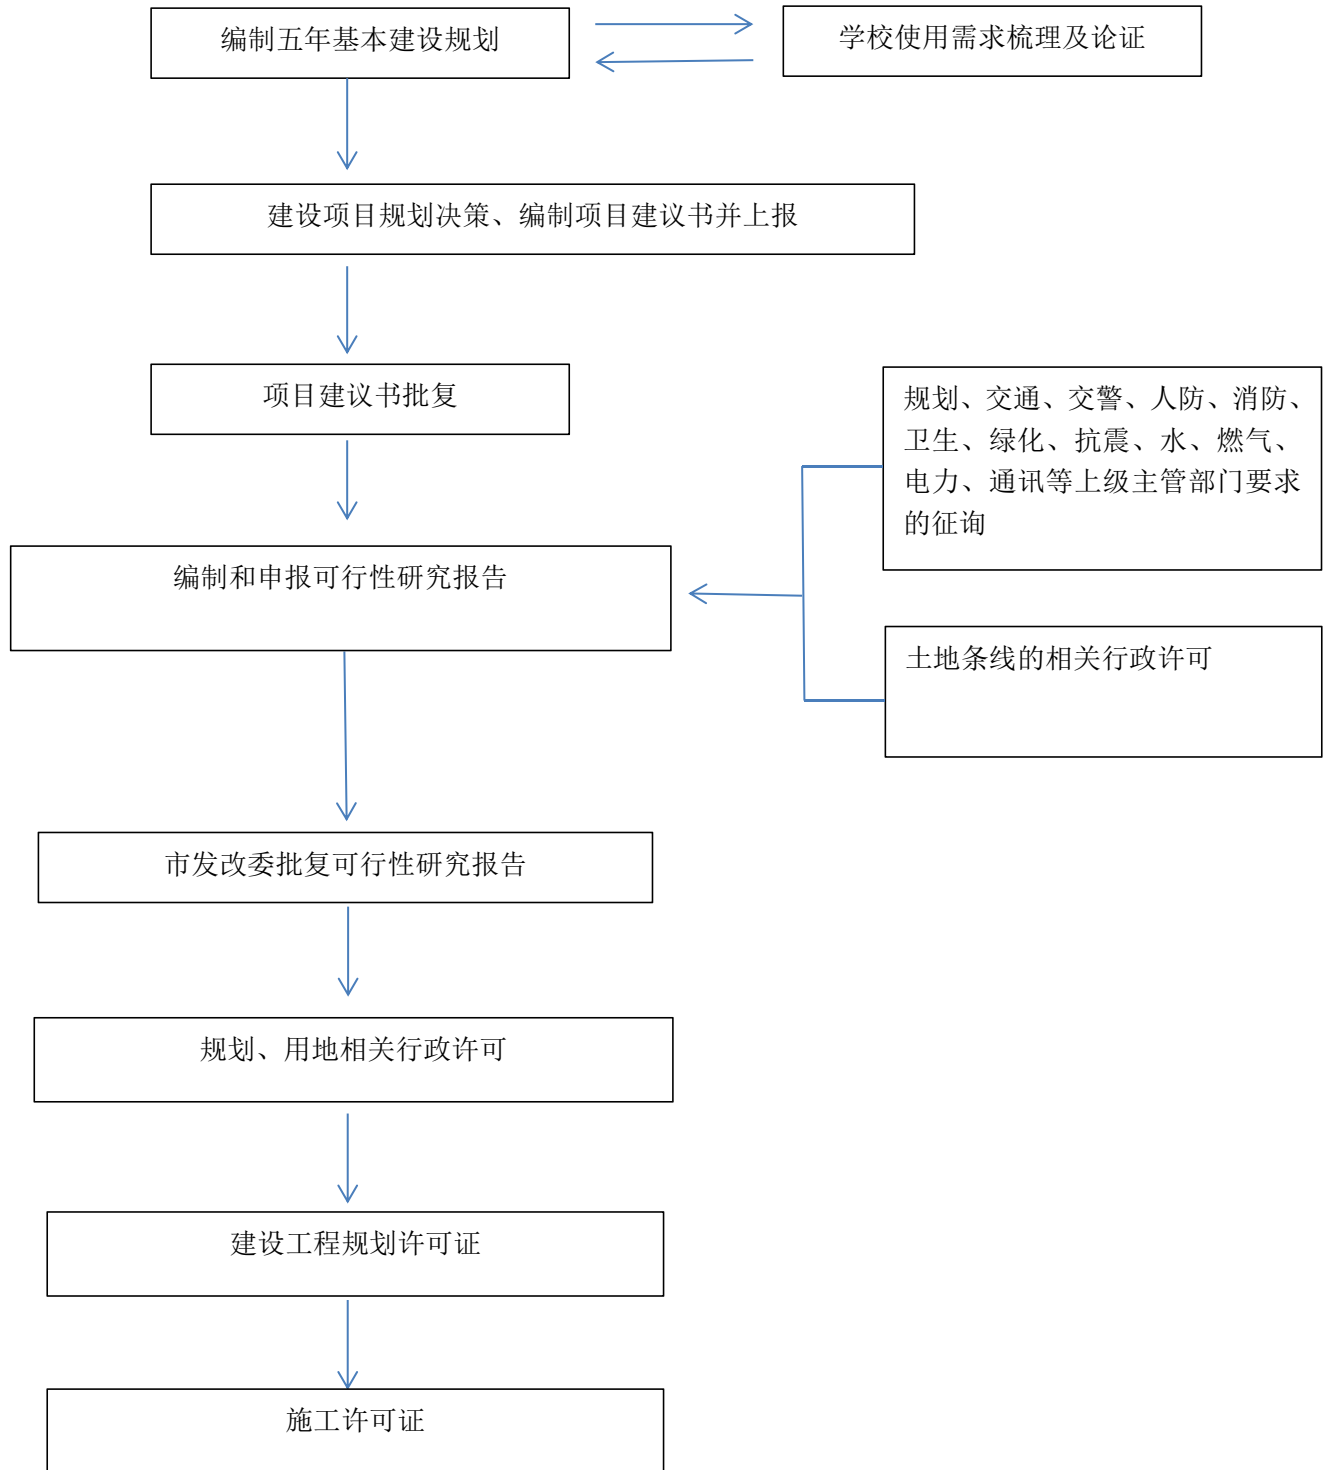 编制五年基本建设规划
学校使用需求梳理及论证
建设项目规划决策、编制项目建议书并上报
项目建议书批复
规划、交通、交警、人防、消防、
卫生、绿化、抗震、水、燃气、
电力、通讯等上级主管部门要求
的征询
编制和申报可行性研究报告
土地条线的相关行政许可
市发改委批复可行性研究报告
规划、用地相关行政许可
建设工程规划许可证
施工许可证